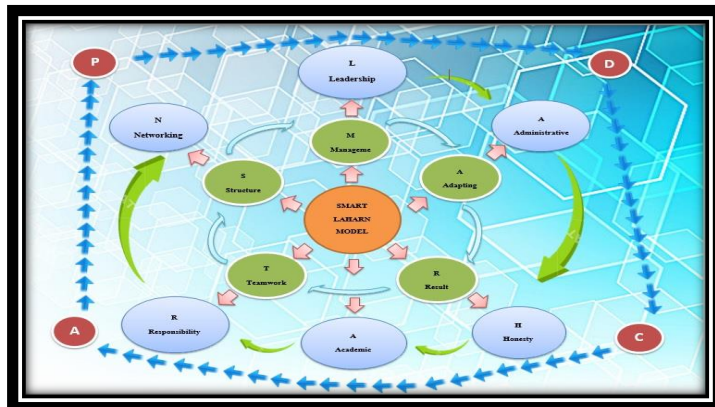 P
L
Leadership
D
N
Networking
A
Administrative
M
Manageme
S
Structure
A
Adapting
SMART
LAHARN
MODEL
T
Teamwork
R
Result
A
R
Responsibility
A
Academic
H
Honesty
C